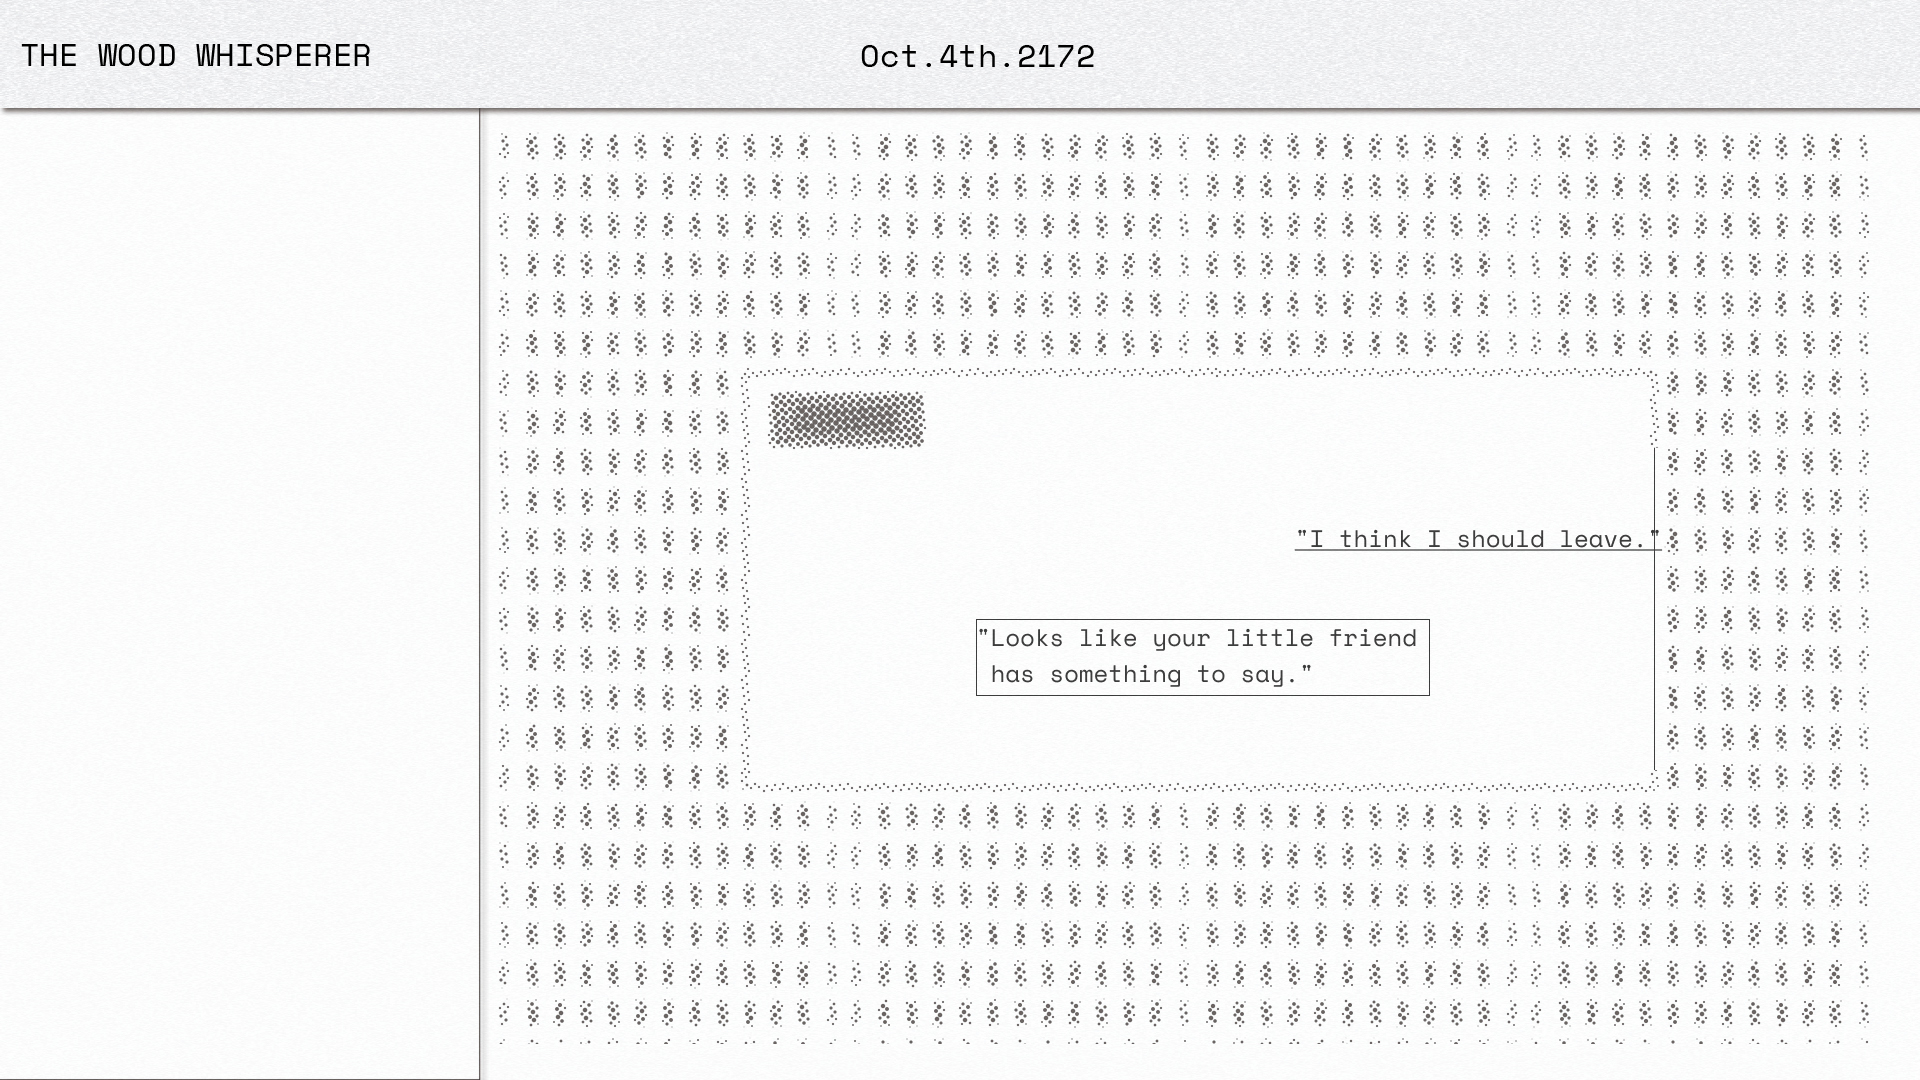 THE WOOD WHISPERER
Oct.4th.2172
"I think I should leave."
"Looks like your little friend
has something to say."